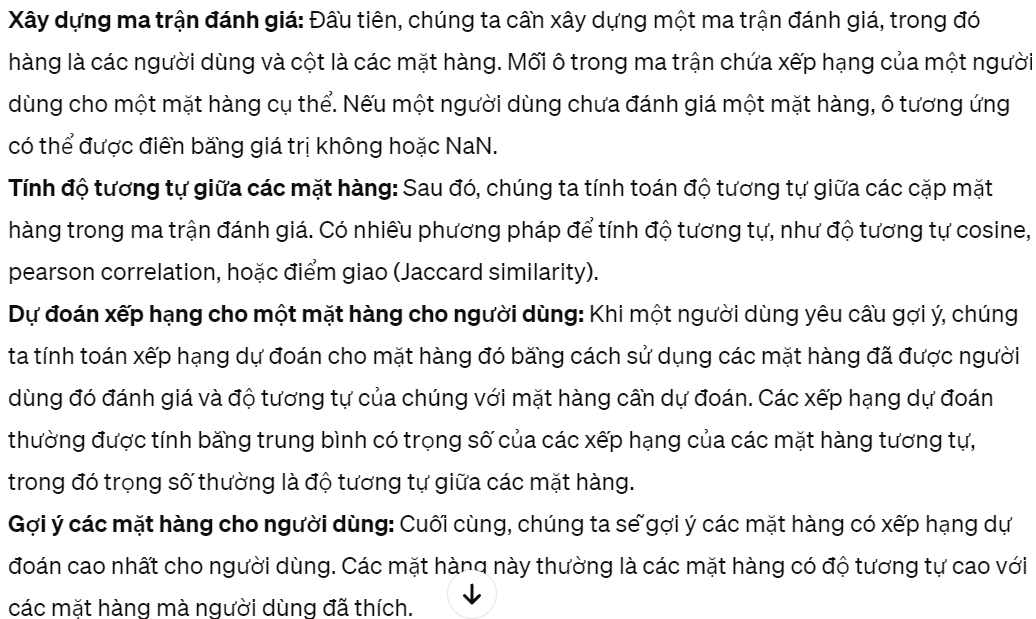 Xây dựng ma trận đánh giá: Đầu tiên, chúng ta cần xây dựng một ma trận đánh giá, trong đó
hàng là các người dùng và cột là các mặt hàng. Mỗi ô trong ma trận chứa xếp hạng của một người
dùng cho một mặt hàng cụ thể. Nếu một người dùng chưa đánh giá một mặt hàng, ô tương ứng
có thể được điền bằng giá trị không hoặc NaN.
Tính độ tương tự giữa các mặt hàng: Sau đó, chúng ta tính toán độ tương tự giữa các cặp mặt
hàng trong ma trận đánh giá. Có nhiều phương pháp để tính độ tương tự, như độ tương tự cosine,
pearson correlation, hoặc điểm giao (Jaccard similarity).
Dự đoán xếp hạng cho một mặt hàng cho người dùng: Khi một người dùng yêu cầu gợi ý, chúng
ta tính toán xếp hạng dự đoán cho mặt hàng đó bằng cách sử dụng các mặt hàng đã được người
dùng đó đánh giá và độ tương tự của chúng với mặt hàng cần dự đoán. Các xếp hạng dự đoán
thường được tính bằng trung bình có trọng số của các xếp hạng của các mặt hàng tương tự,
trong đó trọng số thường là độ tương tự giữa các mặt hàng.
Gợi ý các mặt hàng cho người dùng: Cuối cùng, chúng ta sẽ gợi ý các mặt hàng có xếp hạng dự
đoán cao nhất cho người dùng. Các mặt hàng này thường là các mặt hàng có độ tương tự cao với
các mặt hàng mà người dùng đã thích.